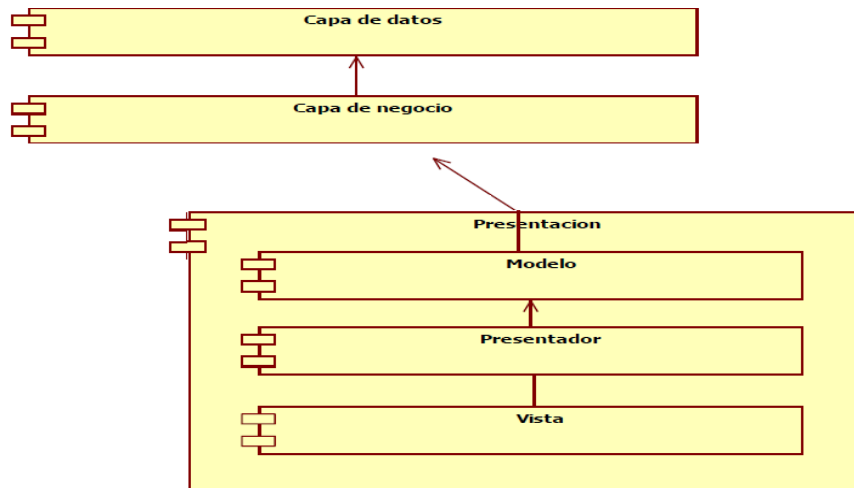 Capa de datos
Capa de negocio
Presentacion
Modelo
Presentador
Vista